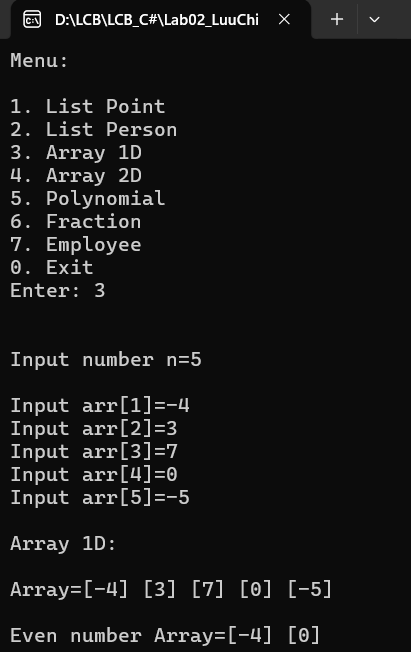 D:\LCB\LCB_C#\Lab02_LuuChi
Menu:
1. List Point
2. List Person
3. Array 1D
4. Array 2D
5. Polynomial
6. Fraction
7. Employee
0. Exit
Enter: 3
Input number n=5
Input arr[1]=-4
Input arr[2]=3
Input arr[3]=7
Input arr[4]=0
Input arr[5]=-5
Array 1D:
Array=[-4] [3] [7] [0] [-5]
Even number Array=[-4] [0]